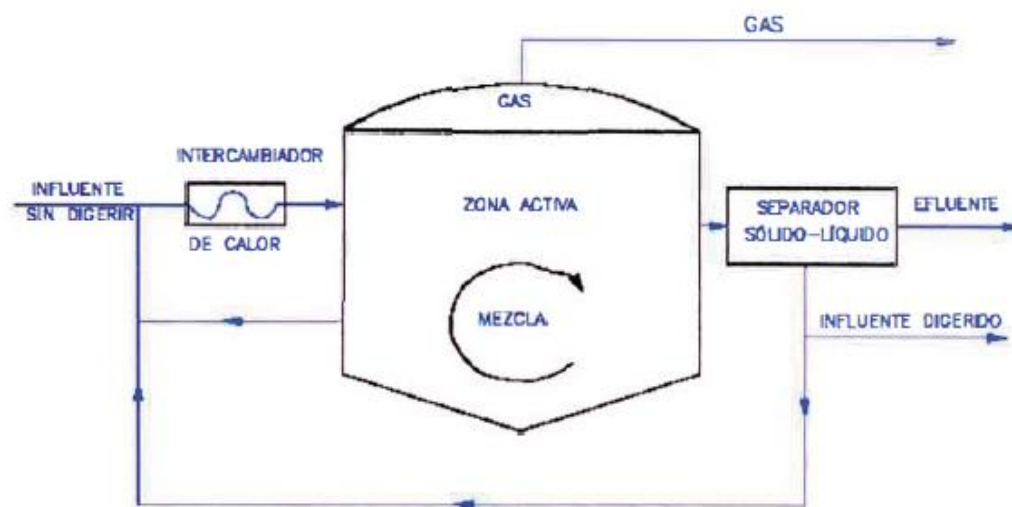 GAS
GAS
INTERCAMBIADOR
INFLUENTE
SIN DIGERIR
DE CALOR
ZONA ACTIVA
MEZCLA
SEPARADOR
SÓLIDO-LÍQUIDO
EFLUENTE
INFLUENTE DIGERIDO